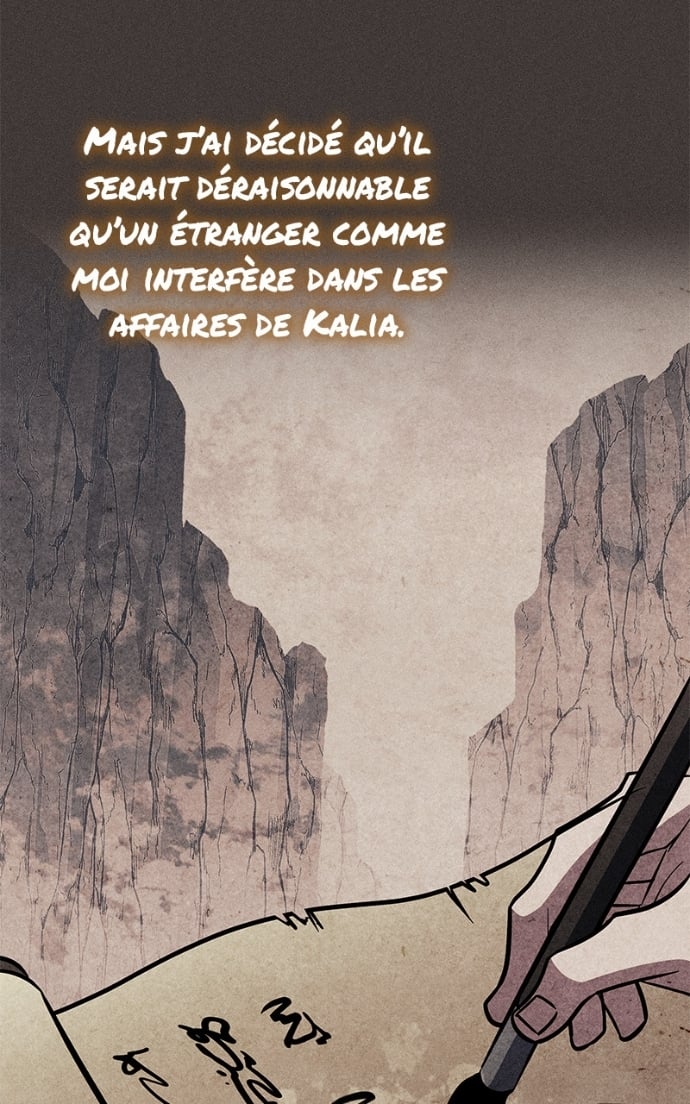 Mais j'ai décidé qu'il
serait déraisonnable
qu'un étranger comme
moi interfère dans les
affaires de Kalia.